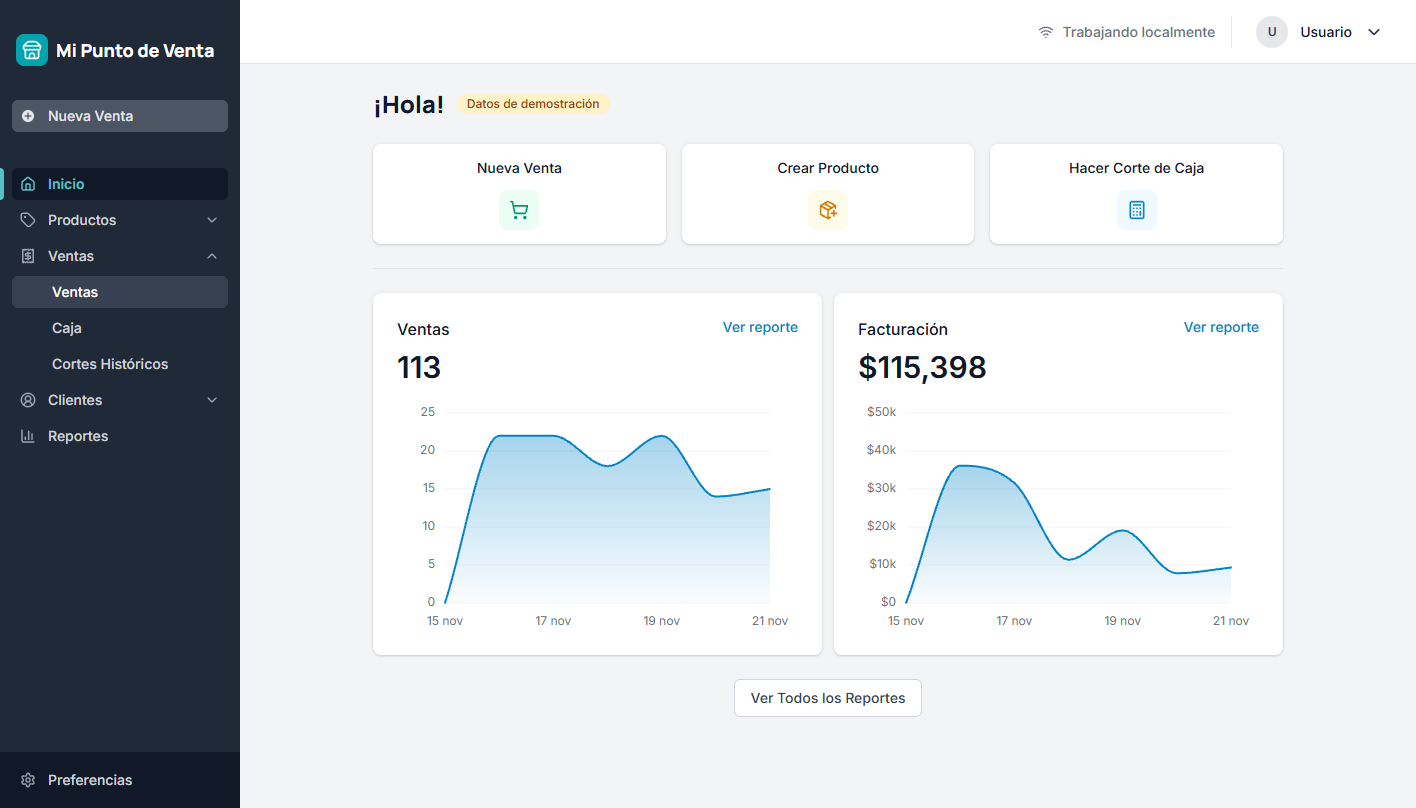 Mi Punto de Venta
Nueva Venta
Inicio
Productos
Ventas
Ventas
Caja
Cortes Históricos
Clientes
Reportes
Preferencias
Trabajando localmente
U
Usuario
¡Hola!
Datos de demostración
Nueva Venta
Crear Producto
Hacer Corte de Caja
Ventas
Ver reporte
113
25
20
15
10
5
0
15 nov
17 nov
19 nov
21 nov
Facturación
Ver reporte
$115,398
$50k
$40k
$30k
$20k
$10k
$0
15 nov
17 nov
19 nov
21 nov
Ver Todos los Reportes